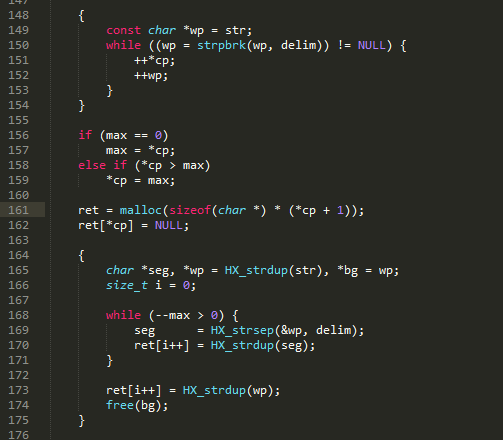 147
148 {
149 const char *wp = str;
150 while ((wp = strpbrk(wp, delim)) != NULL) {
151 ++*cp;
152 ++wp;
153 }
154 }
155
156 if (max == 0)
157 max = *cp;
158 else if (*cp > max)
159 *cp = max;
160
161 ret = malloc(sizeof(char *) * (*cp + 1));
162 ret[*cp] = NULL;
163
164 {
165 char *seg, *wp = HX_strdup(str), *bg = wp;
166 size_t i = 0;
167
168 while (--max > 0) {
169 seg = HX_strsep(&wp, delim);
170 ret[i++] = HX_strdup(seg);
171 }
172
173 ret[i++] = HX_strdup(wp);
174 free(bg);
175 }
176